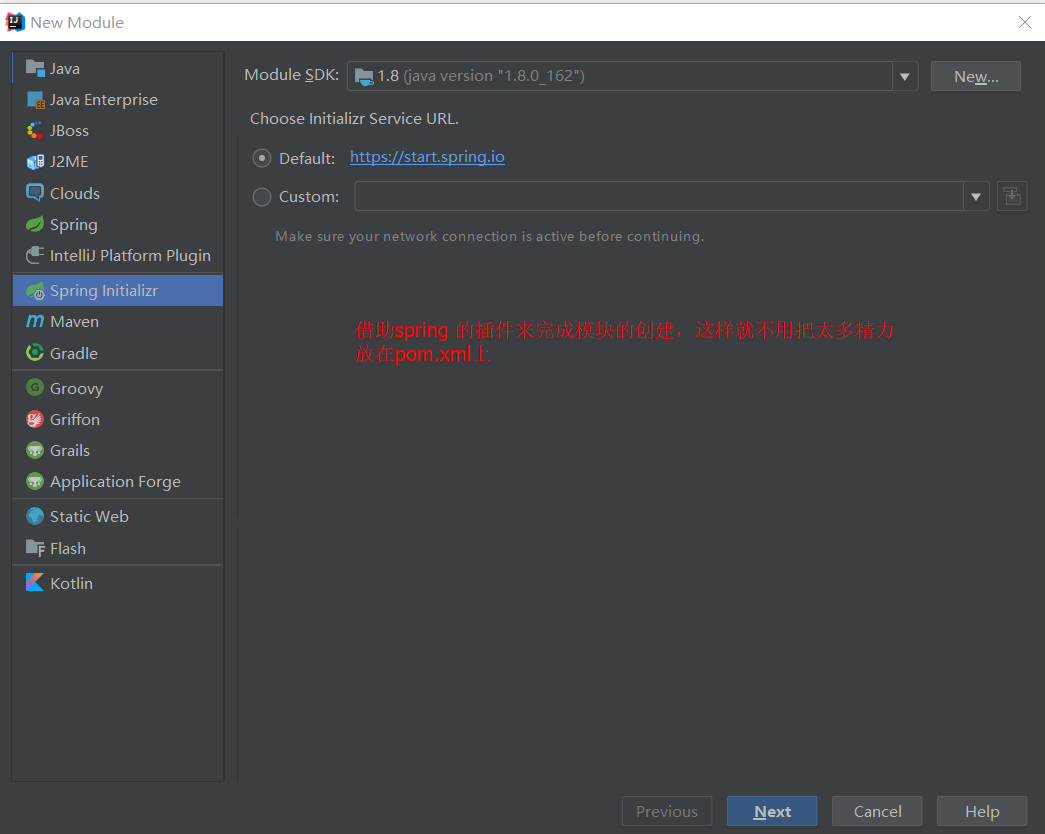 New Module
Java
Java Enterprise
JBoss
J2ME
Clouds
Spring
IntelliJ Platform Plugin
Spring Initializr
Maven
Gradle
Groovy
Griffon
Grails
Application Forge
Static Web
Flash
Kotlin
Module SDK: 1.8 (java version "1.8.0_162") New...
Choose Initializr Service URL.
Default: https://start.spring.io
Custom:
Make sure your network connection is active before continuing.
借助spring 的插件来完成模块的创建，这样就不用把太多精力
放在pom.xml上
Previous Next Cancel Help